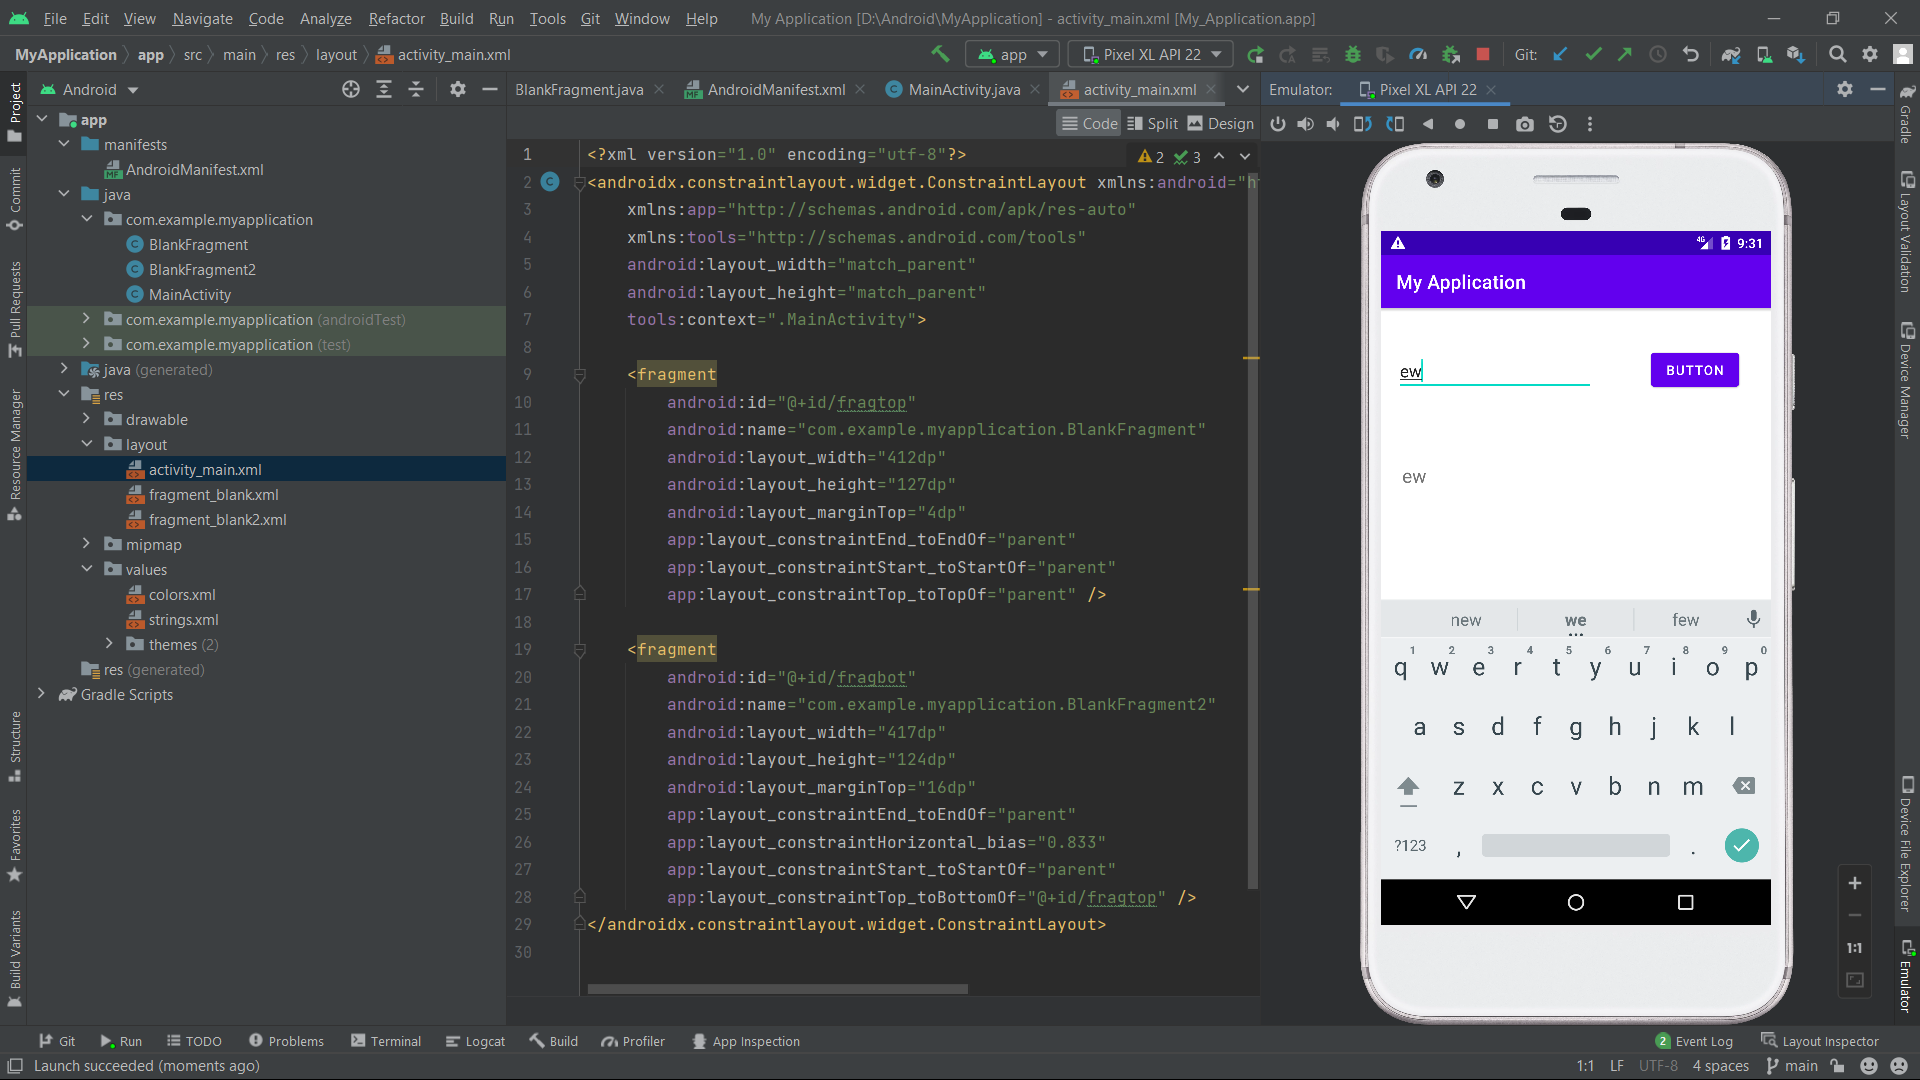 File Edit View Navigate Code Analyze Refactor Build Run Tools Git Window Help My Application [D:\Android\MyApplication] - activity_main.xml [My_Application.app]
MyApplication app src main res layout activity_main.xml app Pixel XL API 22 Git:
Android
BlankFragment.java AndroidManifest.xml MainActivity.java activity_main.xml
Emulator: Pixel XL API 22
Code Split Design
Project
Commit
Pull Requests
Resource Manager
Structure
Favorites
Build Variants
app
manifests
AndroidManifest.xml
java
com.example.myapplication
BlankFragment
BlankFragment2
MainActivity
com.example.myapplication (androidTest)
com.example.myapplication (test)
java (generated)
res
drawable
layout
activity_main.xml
fragment_blank.xml
fragment_blank2.xml
mipmap
values
colors.xml
strings.xml
themes (2)
res (generated)
Gradle Scripts
2 3
1 <?xml version="1.0" encoding="utf-8"?>
2 <androidx.constraintlayout.widget.ConstraintLayout xmlns:android="ht
3 xmlns:app="http://schemas.android.com/apk/res-auto"
4 xmlns:tools="http://schemas.android.com/tools"
5 android:layout_width="match_parent"
6 android:layout_height="match_parent"
7 tools:context=".MainActivity">
8
9 <fragment
10 android:id="@+id/fragtop"
11 android:name="com.example.myapplication.BlankFragment"
12 android:layout_width="412dp"
13 android:layout_height="127dp"
14 android:layout_marginTop="4dp"
15 app:layout_constraintEnd_toEndOf="parent"
16 app:layout_constraintStart_toStartOf="parent"
17 app:layout_constraintTop_toTopOf="parent" />
18
19 <fragment
20 android:id="@+id/fragbot"
21 android:name="com.example.myapplication.BlankFragment2"
22 android:layout_width="417dp"
23 android:layout_height="124dp"
24 android:layout_marginTop="16dp"
25 app:layout_constraintEnd_toEndOf="parent"
26 app:layout_constraintHorizontal_bias="0.833"
27 app:layout_constraintStart_toStartOf="parent"
28 app:layout_constraintTop_toBottomOf="@+id/fragtop" />
29 </androidx.constraintlayout.widget.ConstraintLayout>
30
4G 9:31
My Application
ew BUTTON
ew
new we few
1 2 3 4 5 6 7 8 9 0
q w e r t y u i o p
a s d f g h j k l
z x c v b n m
?123 , .
1:1
Gradle
Layout Validation
Device Manager
Device File Explorer
Emulator
Git Run TODO Problems Terminal Logcat Build Profiler App Inspection 2 Event Log Layout Inspector
Launch succeeded (moments ago) 1:1 LF UTF-8 4 spaces main